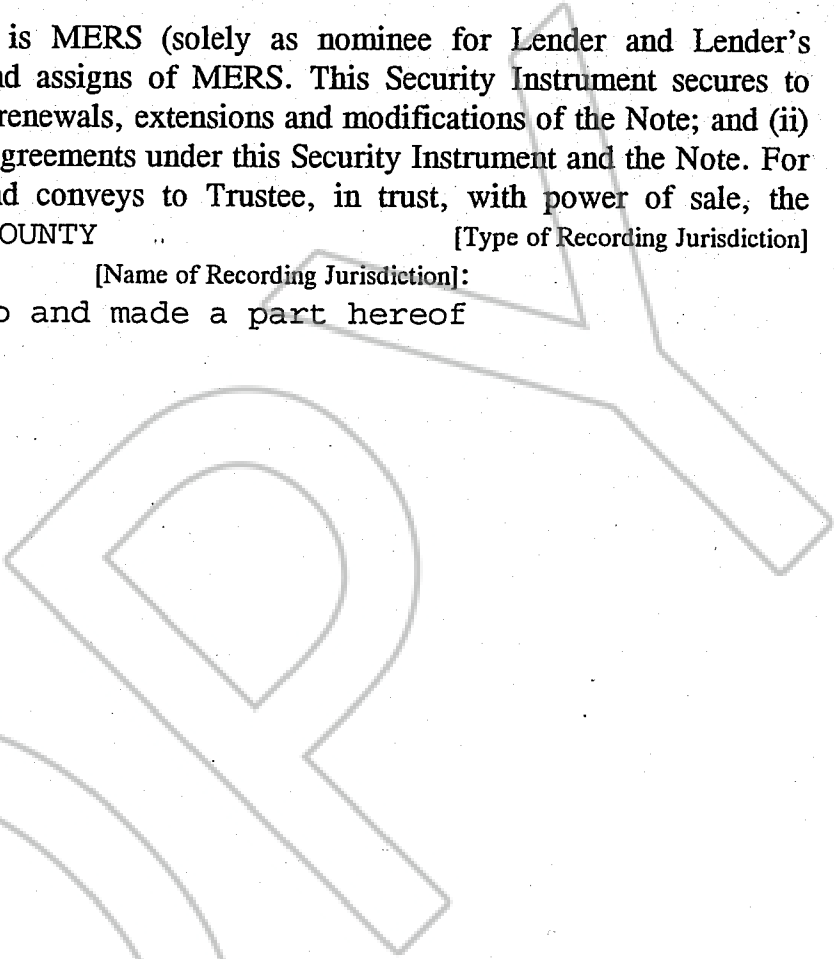 is MERS (solely as nominee for Lender and Lender's
nd assigns of MERS. This Security Instrument secures to
renewals, extensions and modifications of the Note; and (ii)
greements under this Security Instrument and the Note. For
nd conveys to Trustee, in trust, with power of sale, the
OUNTY [Type of Recording Jurisdiction]
[Name of Recording Jurisdiction]:
o and made a part hereof
PY